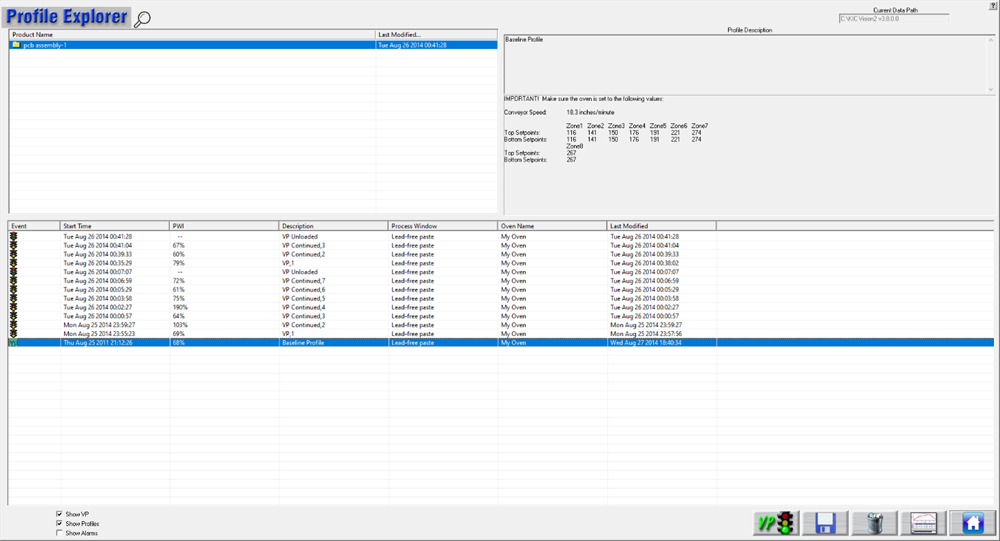 Profile Explorer
?
Current Data Path
C:\KIC Vision2 v3.8.0.0
Product Name Last Modified...
pcb assembly-1 Tue Aug 26 2014 00:41:28
Profile Description
Baseline Profile
IMPORTANT! Make sure the oven is set to the following values:
Conveyor Speed: 18.3 inches/minute
Zone1 Zone2 Zone3 Zone4 Zone5 Zone6 Zone7
Top Setpoints: 116 141 150 176 191 221 274
Bottom Setpoints: 116 141 150 176 191 221 274
Zone8
Top Setpoints: 267
Bottom Setpoints: 267
Event Start Time PWI Description Process Window Oven Name Last Modified
Tue Aug 26 2014 00:41:28 -- VP Unloaded Lead-free paste My Oven Tue Aug 26 2014 00:41:28
Tue Aug 26 2014 00:41:04 67% VP Continued,3 Lead-free paste My Oven Tue Aug 26 2014 00:41:04
Tue Aug 26 2014 00:39:33 60% VP Continued,2 Lead-free paste My Oven Tue Aug 26 2014 00:39:33
Tue Aug 26 2014 00:35:29 79% VP,1 Lead-free paste My Oven Tue Aug 26 2014 00:38:02
Tue Aug 26 2014 00:07:07 -- VP Unloaded Lead-free paste My Oven Tue Aug 26 2014 00:07:07
Tue Aug 26 2014 00:06:59 72% VP Continued,7 Lead-free paste My Oven Tue Aug 26 2014 00:06:59
Tue Aug 26 2014 00:05:29 61% VP Continued,6 Lead-free paste My Oven Tue Aug 26 2014 00:05:29
Tue Aug 26 2014 00:03:58 75% VP Continued,5 Lead-free paste My Oven Tue Aug 26 2014 00:03:58
Tue Aug 26 2014 00:02:27 190% VP Continued,4 Lead-free paste My Oven Tue Aug 26 2014 00:02:27
Tue Aug 26 2014 00:00:57 64% VP Continued,3 Lead-free paste My Oven Tue Aug 26 2014 00:00:57
Mon Aug 25 2014 23:59:27 103% VP Continued,2 Lead-free paste My Oven Mon Aug 25 2014 23:59:27
Mon Aug 25 2014 23:55:23 69% VP,1 Lead-free paste My Oven Mon Aug 25 2014 23:57:56
Thu Aug 25 2011 21:12:26 68% Baseline Profile Lead-free paste My Oven Wed Aug 27 2014 18:40:34
Show VP
Show Profiles
Show Alarms
VP